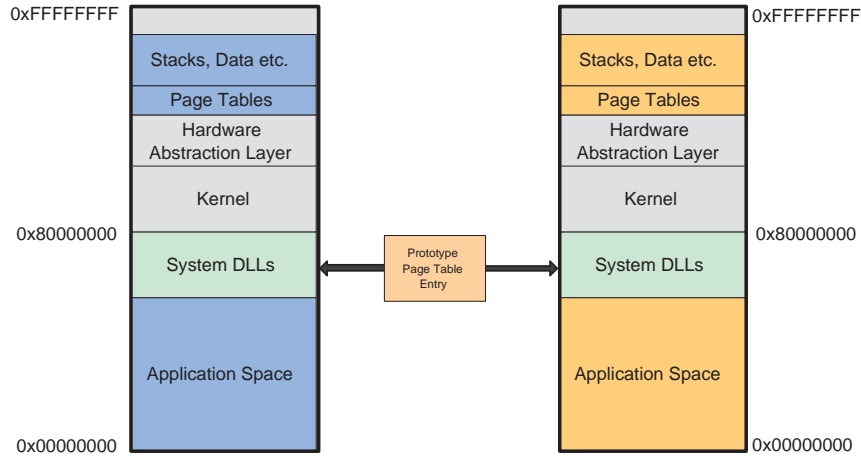 0xFFFFFFFF
Stacks, Data etc.
Page Tables
Hardware
Abstraction Layer
Kernel
0x80000000
System DLLs
Application Space
0x00000000
Prototype
Page Table
Entry
0xFFFFFFFF
Stacks, Data etc.
Page Tables
Hardware
Abstraction Layer
Kernel
0x80000000
System DLLs
Application Space
0x00000000